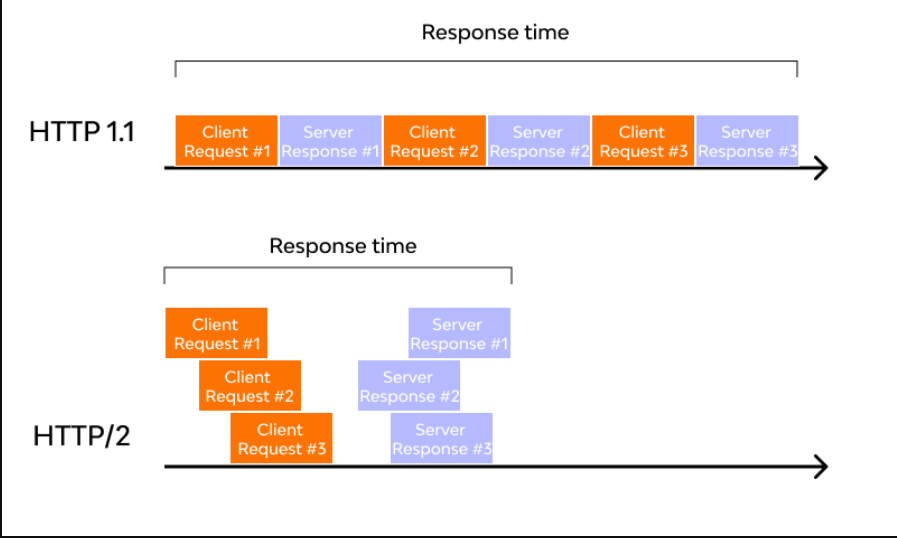 Response time
HTTP 1.1
Client
Request #1
Server
Response #1
Client
Request #2
Server
Response #2
Client
Request #3
Server
Response #3
Response time
Client
Request #1
Server
Response #1
Client
Request #2
Server
Response #2
HTTP/2
Client
Request #3
Server
Response #3